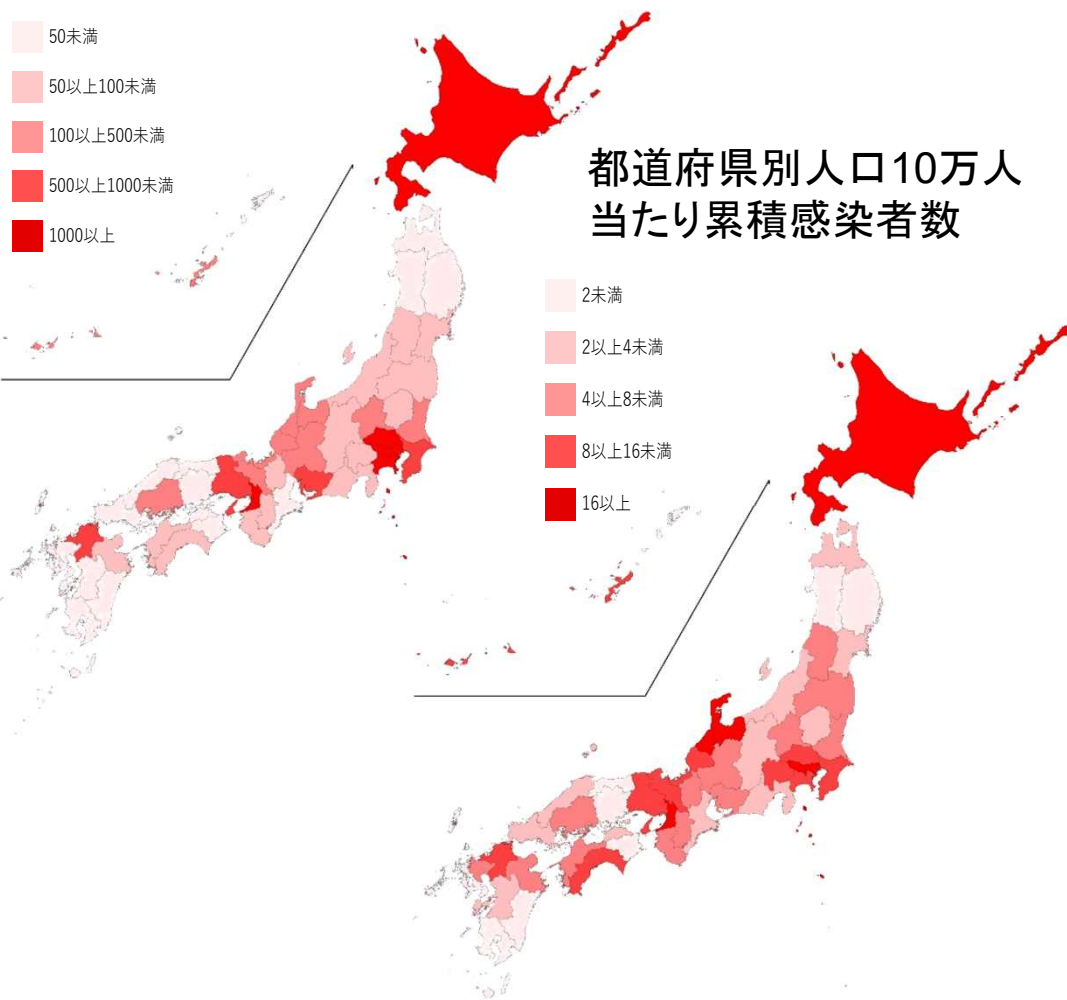 50未満
50以上100未満
100以上500未満
500以上1000未満
1000以上
都道府県別人口10万人
当たり累積感染者数
2未満
2以上4未満
4以上8未満
8以上16未満
16以上